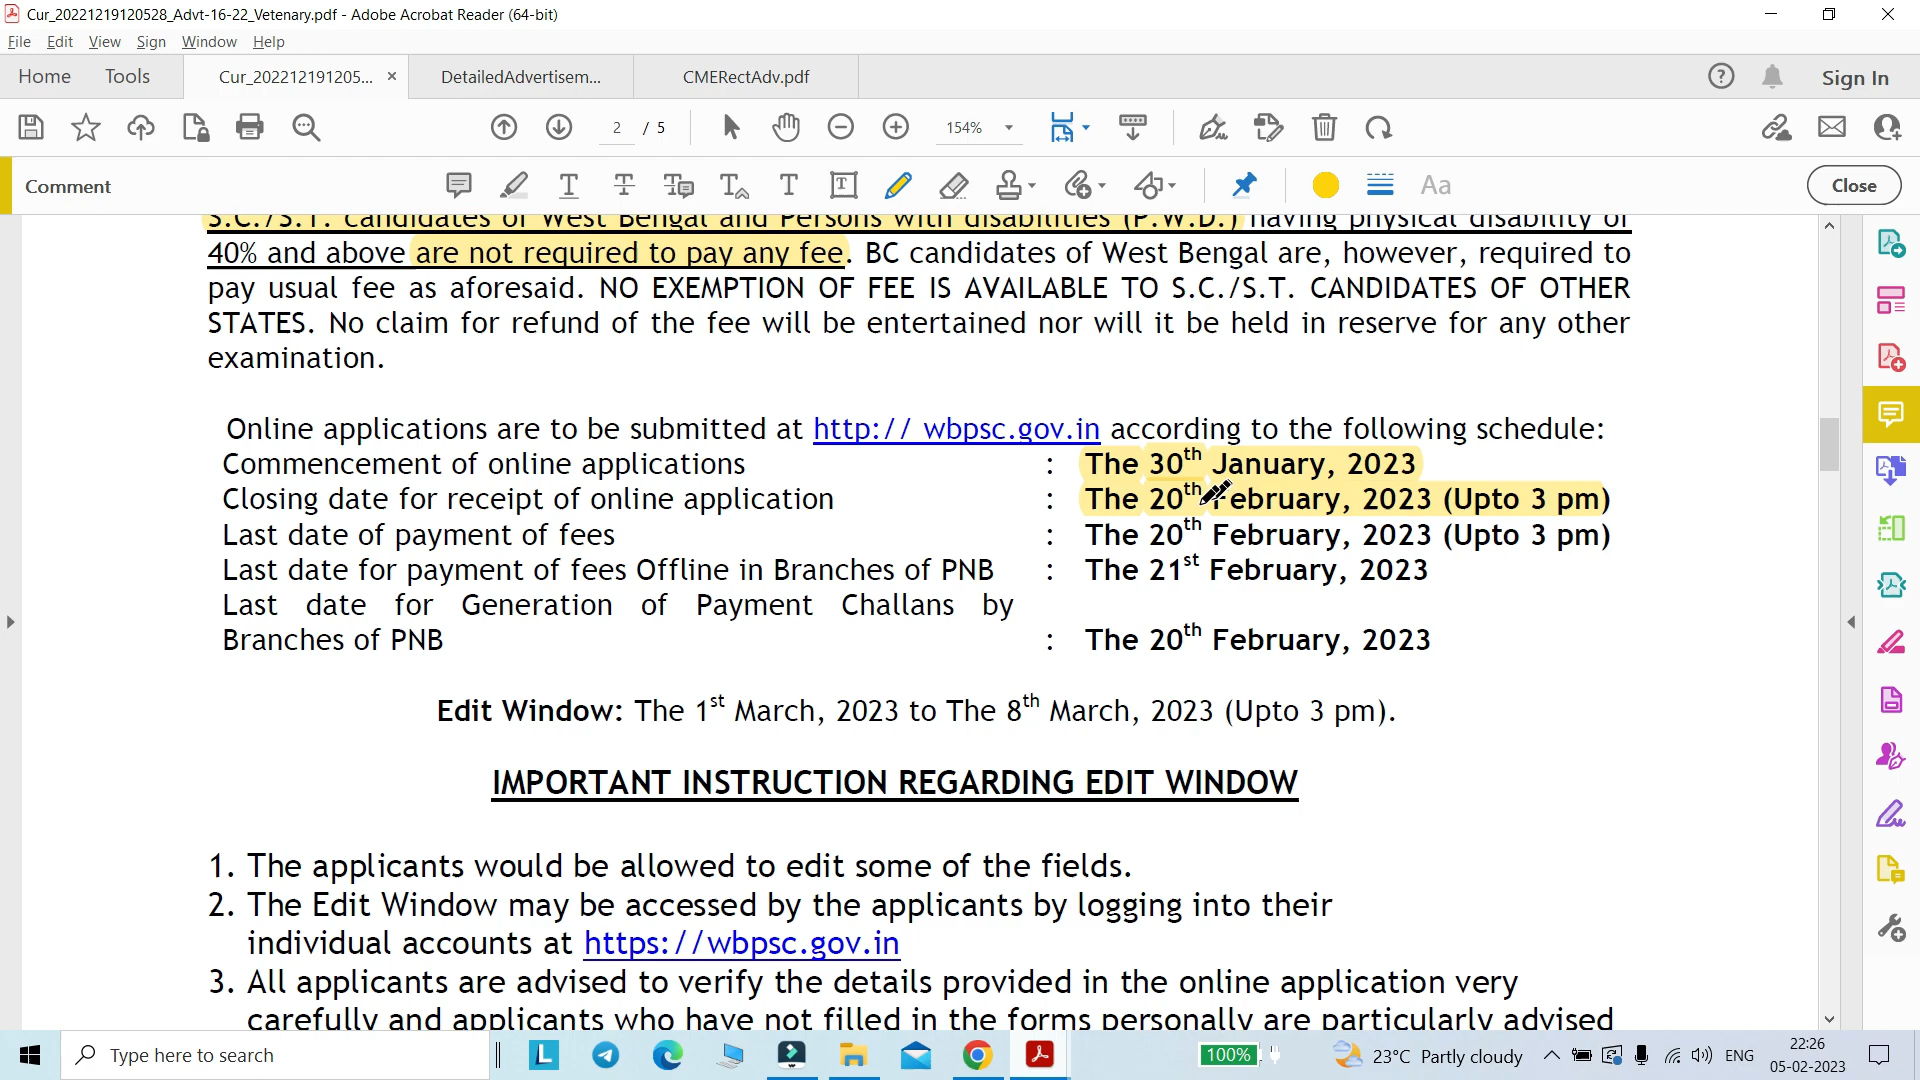 Cur_20221219120528_Advt-16-22_Vetenary.pdf - Adobe Acrobat Reader (64-bit)
File Edit View Sign Window Help
Home Tools Cur_202212191205... × DetailedAdvertisem... CMERectAdv.pdf Sign In
2 / 5 154%
Comment Close
S.C./S.T. candidates of West Bengal and Persons with disabilities (P.W.D.) having physical disability of
40% and above are not required to pay any fee. BC candidates of West Bengal are, however, required to
pay usual fee as aforesaid. NO EXEMPTION OF FEE IS AVAILABLE TO S.C./S.T. CANDIDATES OF OTHER
STATES. No claim for refund of the fee will be entertained nor will it be held in reserve for any other
examination.
Online applications are to be submitted at http:// wbpsc.gov.in according to the following schedule:
Commencement of online applications : The 30th January, 2023
Closing date for receipt of online application : The 20th February, 2023 (Upto 3 pm)
Last date of payment of fees : The 20th February, 2023 (Upto 3 pm)
Last date for payment of fees Offline in Branches of PNB : The 21st February, 2023
Last date for Generation of Payment Challans by
Branches of PNB : The 20th February, 2023
Edit Window: The 1st March, 2023 to The 8th March, 2023 (Upto 3 pm).
IMPORTANT INSTRUCTION REGARDING EDIT WINDOW
1. The applicants would be allowed to edit some of the fields.
2. The Edit Window may be accessed by the applicants by logging into their
individual accounts at https://wbpsc.gov.in
3. All applicants are advised to verify the details provided in the online application very
carefully and applicants who have not filled in the forms personally are particularly advised
Type here to search 100% 23°C Partly cloudy ENG 22:26
05-02-2023